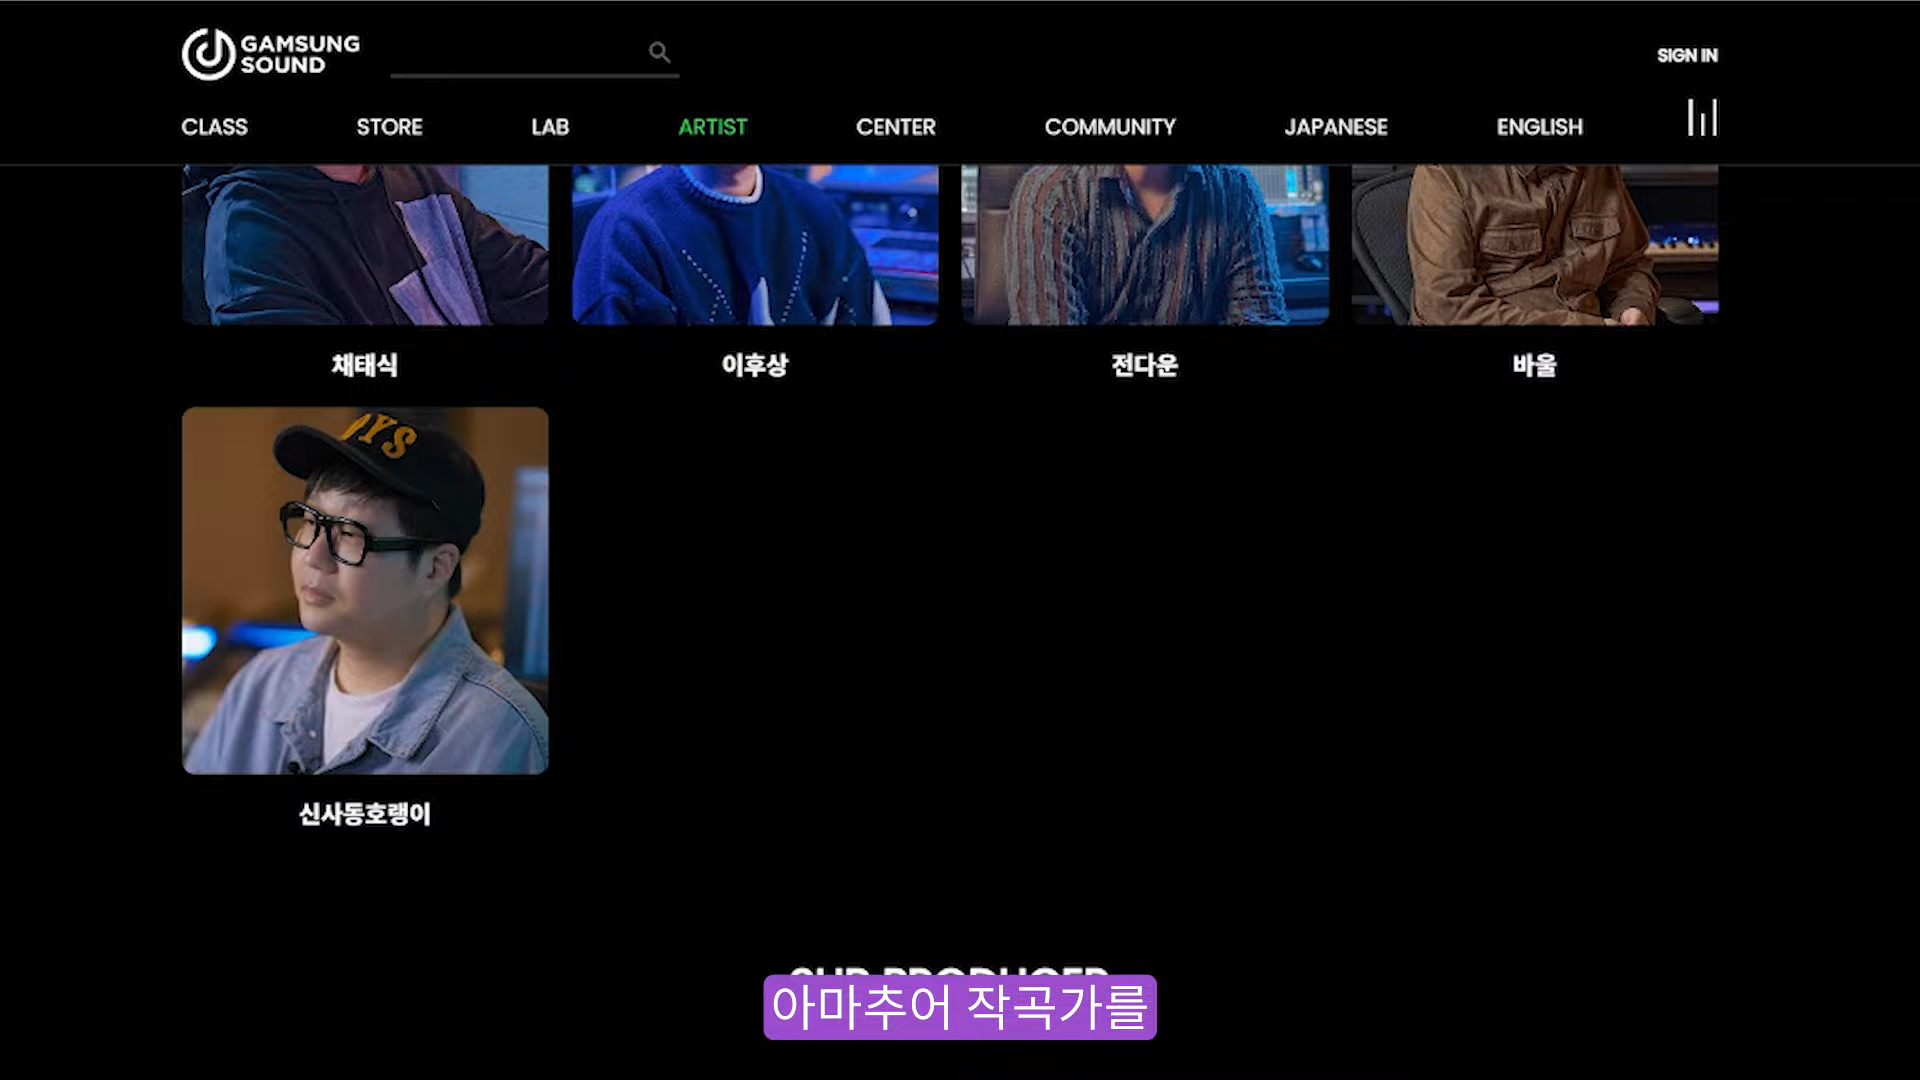 GAMSUNG
SOUND
SIGN IN
CLASS
STORE
LAB
ARTIST
CENTER
COMMUNITY
JAPANESE
ENGLISH
채태식
이후상
전다운
바울
신사동호랭이
아마추어 작곡가를